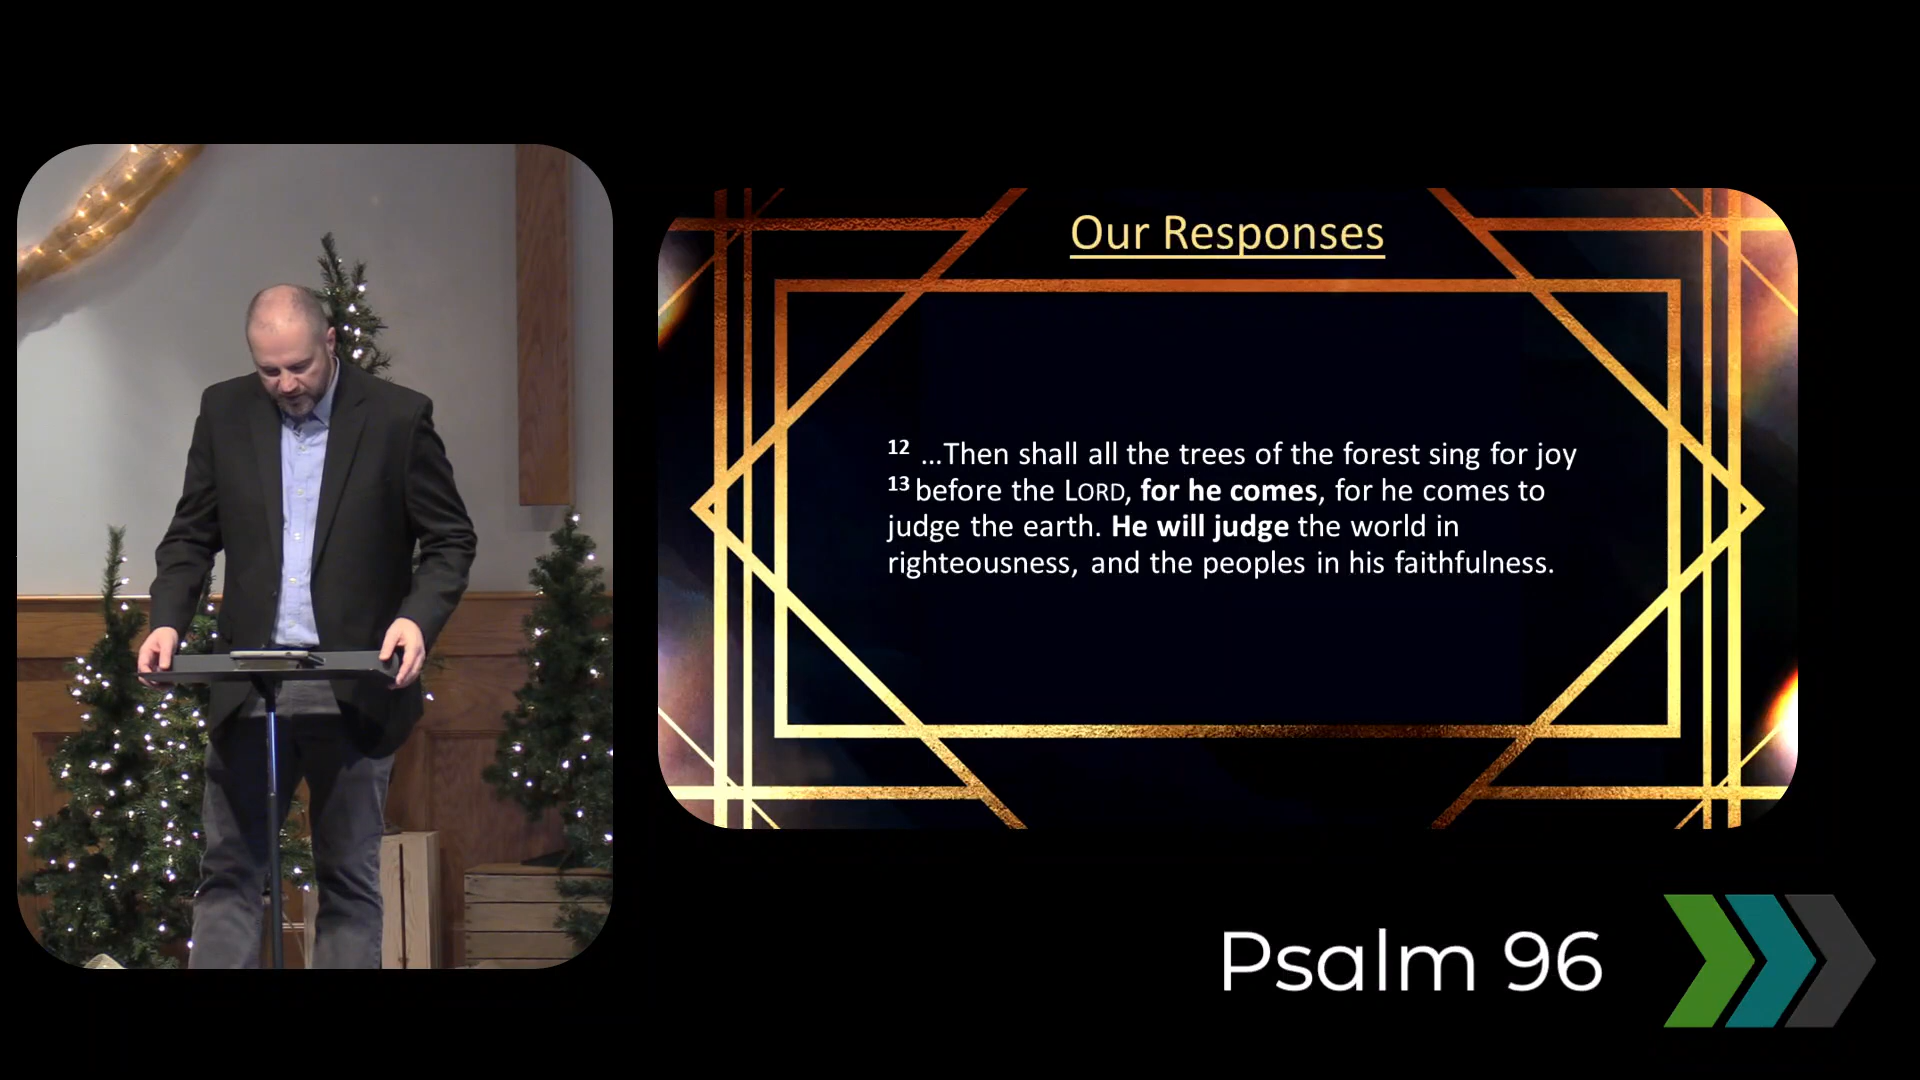 Our Responses
12 ...Then shall all the trees of the forest sing for joy
13 before the LORD, for he comes, for he comes to
judge the earth. He will judge the world in
righteousness, and the peoples in his faithfulness.
Psalm 96